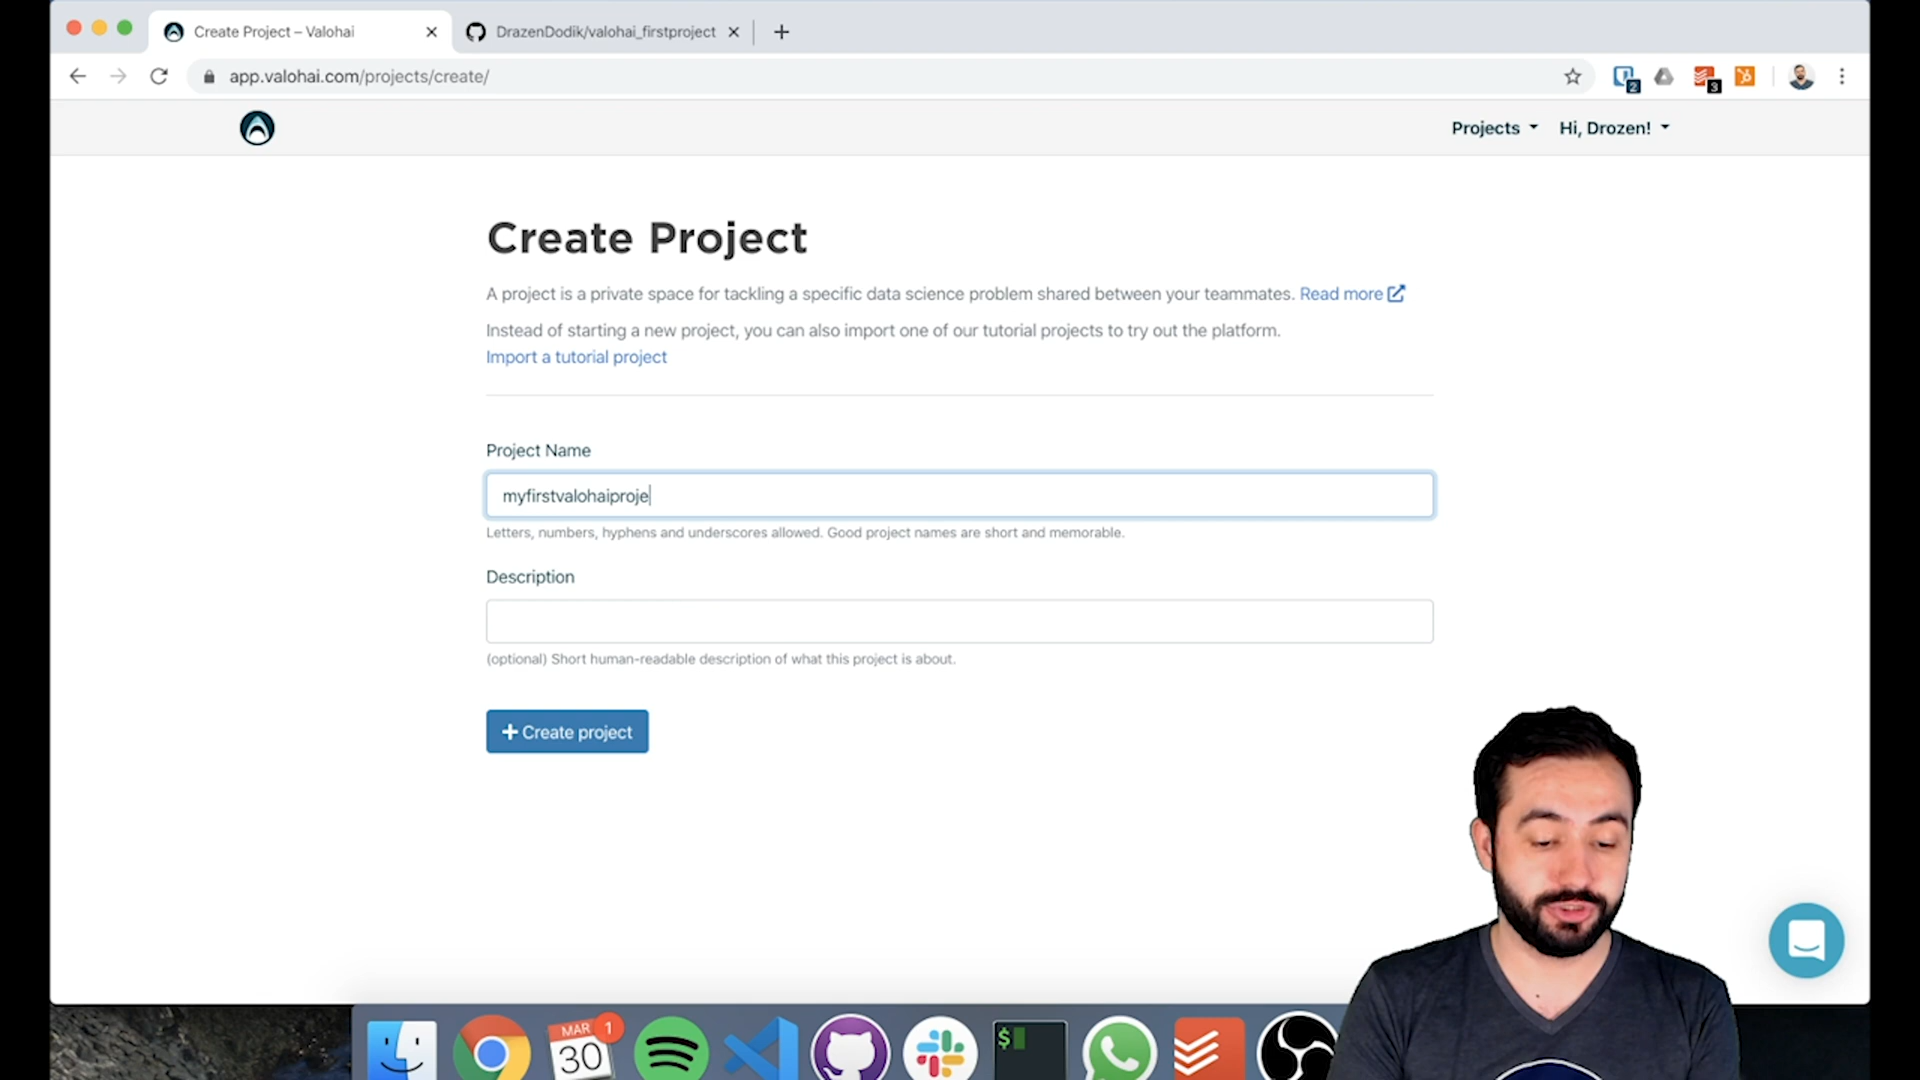 Create Project – Valohai
DrazenDodik/valohai_firstproject
app.valohai.com/projects/create/
2
3
Projects
Hi, Drozen!
Create Project
A project is a private space for tackling a specific data science problem shared between your teammates. Read more
Instead of starting a new project, you can also import one of our tutorial projects to try out the platform.
Import a tutorial project
Project Name
myfirstvalohaiproje
Letters, numbers, hyphens and underscores allowed. Good project names are short and memorable.
Description
(optional) Short human-readable description of what this project is about.
+ Create project
MAR
1
30
$